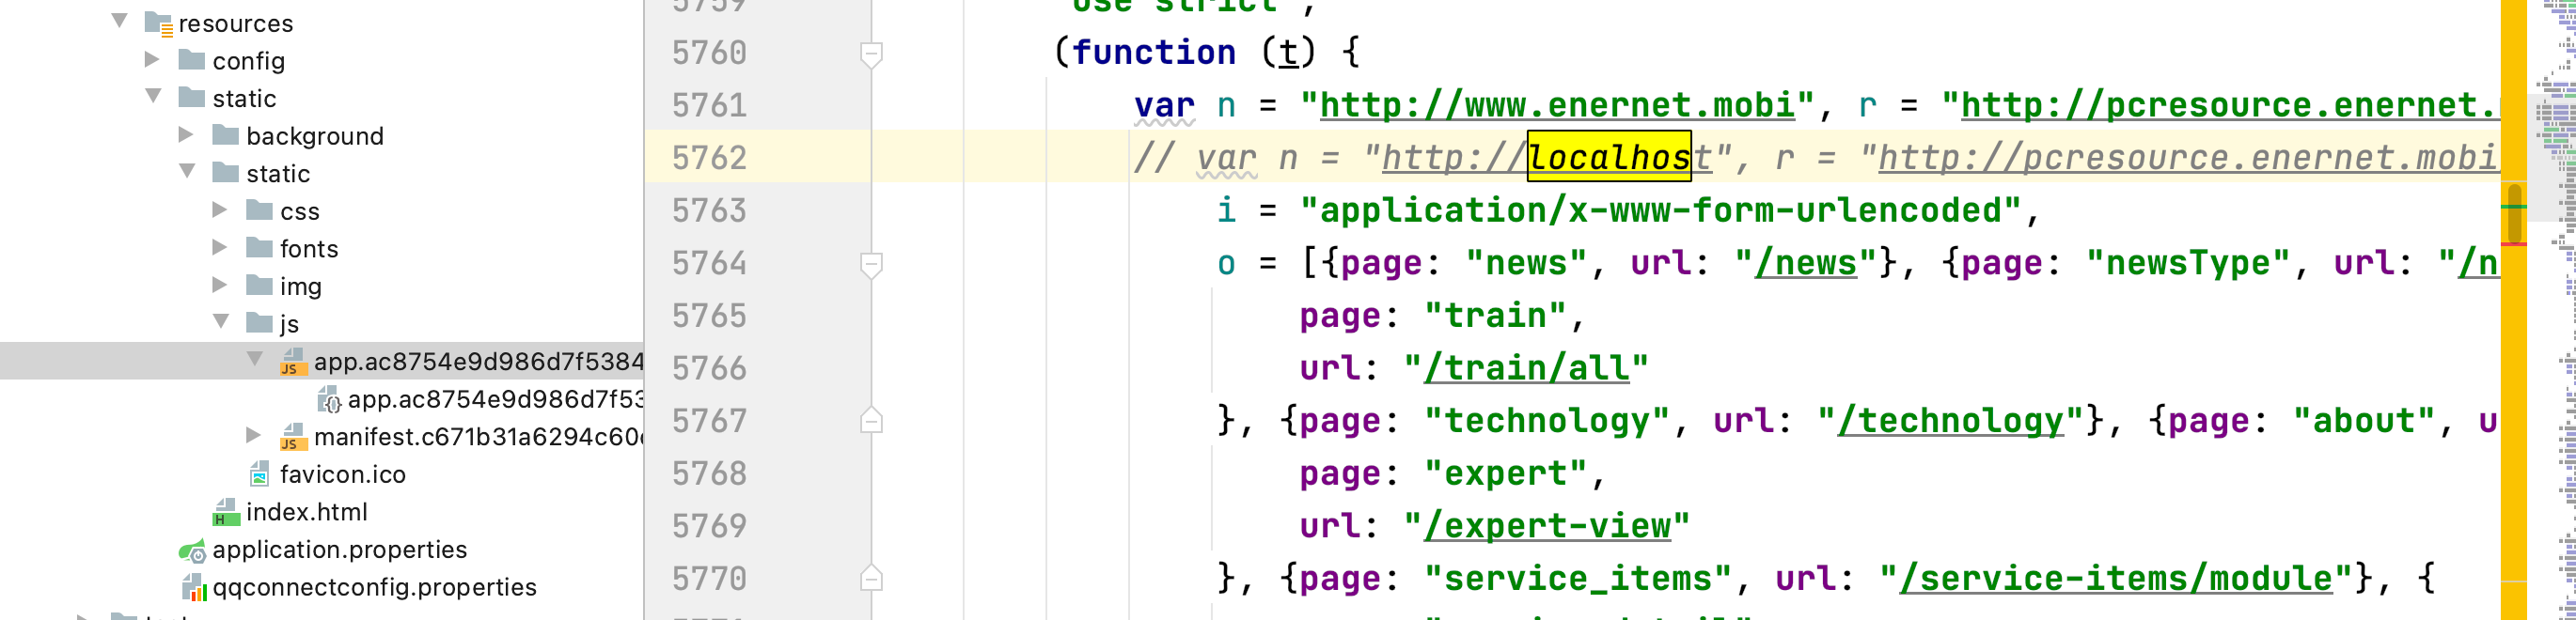 resources
config
static
background
static
css
fonts
img
js
app.ac8754e9d986d7f5384
app.ac8754e9d986d7f53
manifest.c671b31a6294c60
favicon.ico
index.html
application.properties
qqconnectconfig.properties
5759 "use strict",
5760 (function (t) {
5761 var n = "http://www.enernet.mobi", r = "http://pcresource.enernet.
5762 // var n = "http://localhost", r = "http://pcresource.enernet.mobi
5763 i = "application/x-www-form-urlencoded",
5764 o = [{page: "news", url: "/news"}, {page: "newsType", url: "/n
5765 page: "train",
5766 url: "/train/all"
5767 }, {page: "technology", url: "/technology"}, {page: "about", u
5768 page: "expert",
5769 url: "/expert-view"
5770 }, {page: "service_items", url: "/service-items/module"}, {